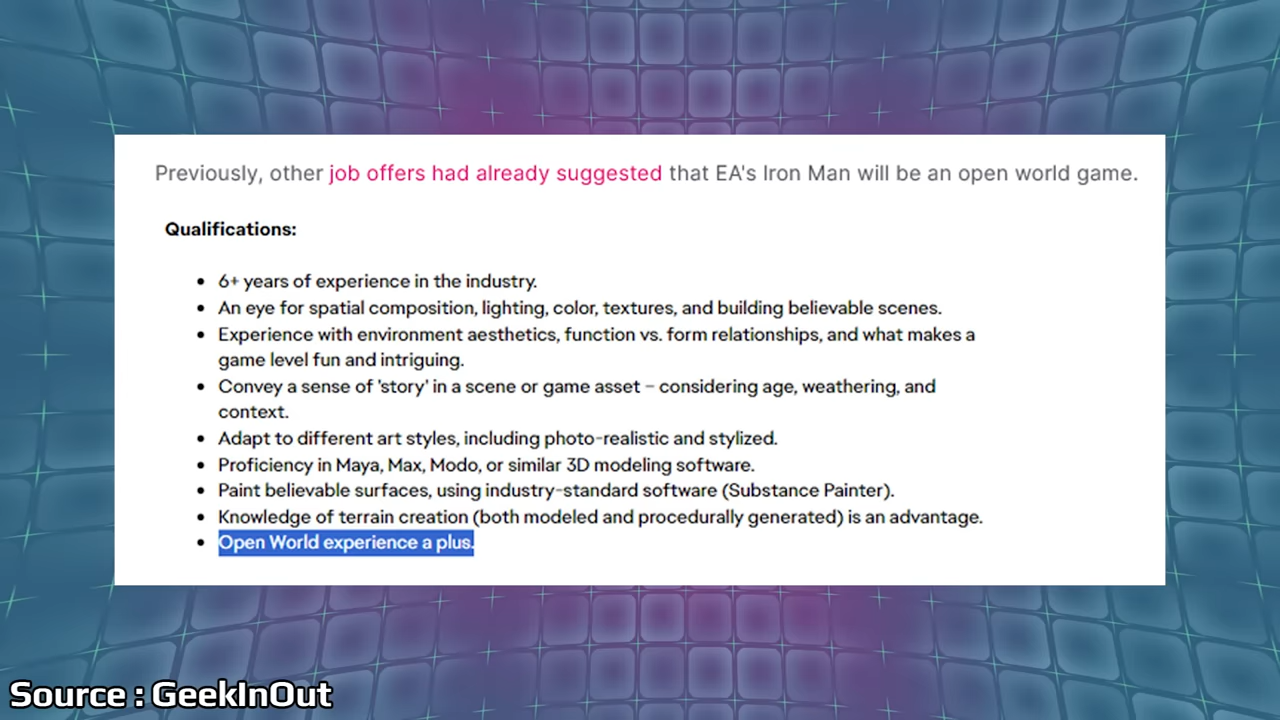 Previously, other job offers had already suggested that EA's Iron Man will be an open world game.
Qualifications:
• 6+ years of experience in the industry.
• An eye for spatial composition, lighting, color, textures, and building believable scenes.
• Experience with environment aesthetics, function vs. form relationships, and what makes a
game level fun and intriguing.
• Convey a sense of 'story' in a scene or game asset – considering age, weathering, and
context.
• Adapt to different art styles, including photo-realistic and stylized.
• Proficiency in Maya, Max, Modo, or similar 3D modeling software.
• Paint believable surfaces, using industry-standard software (Substance Painter).
• Knowledge of terrain creation (both modeled and procedurally generated) is an advantage.
• Open World experience a plus.
Source : GeekInOut